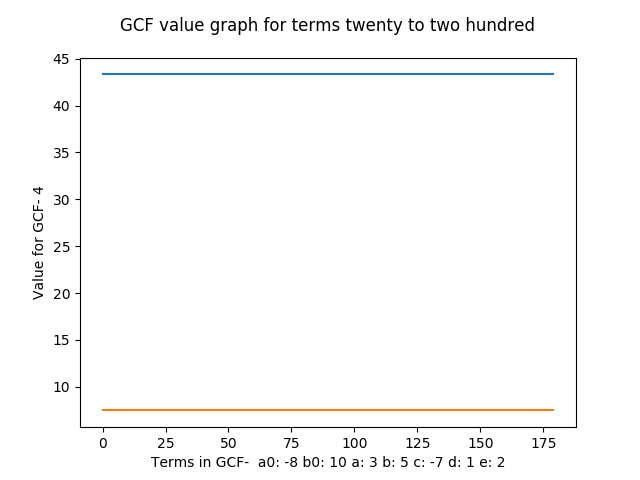 GCF value graph for terms twenty to two hundred
45
40
35
30
25
20
15
10
Value for GCF- 4
0 25 50 75 100 125 150 175
Terms in GCF-  a0: -8 b0: 10 a: 3 b: 5 c: -7 d: 1 e: 2